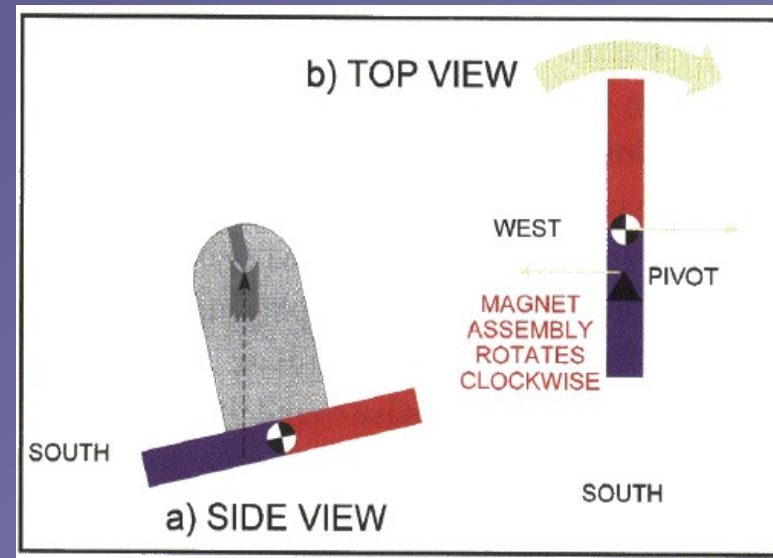 b) TOP VIEW
WEST
PIVOT
MAGNET
ASSEMBLY
ROTATES
CLOCKWISE
SOUTH
a) SIDE VIEW
SOUTH